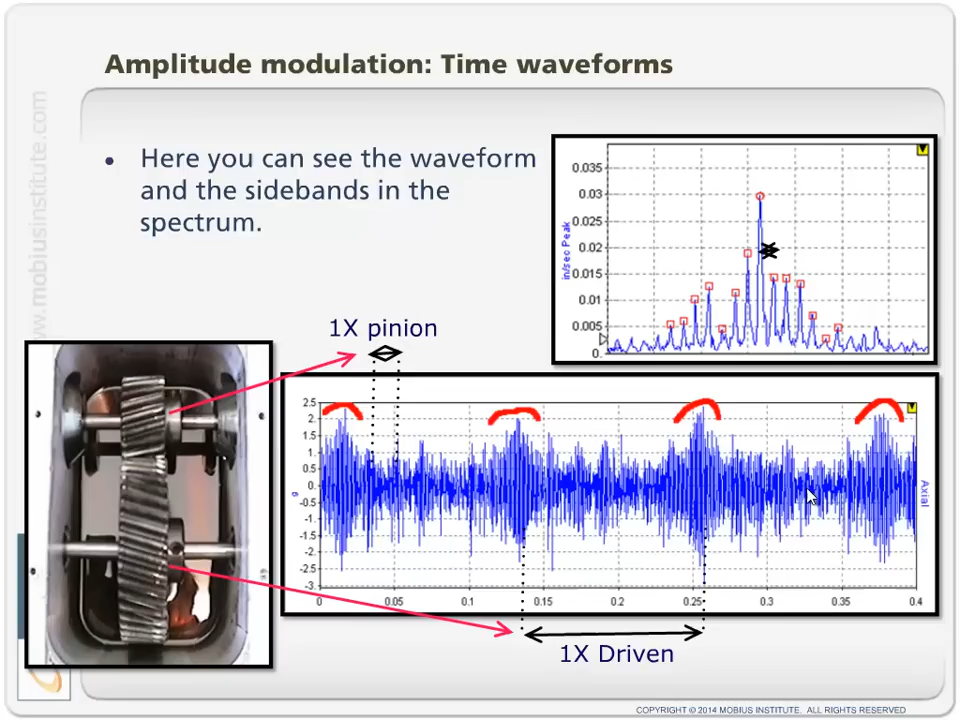 Amplitude modulation: Time waveforms
• Here you can see the waveform
and the sidebands in the
spectrum.
0.035
0.03
0.025
0.02
0.015
0.01
0.005
0.
in/sec Peak
1X pinion
2.5
2.
1.5
1.
0.5
0.
-0.5
-1.
-1.5
-2.
-2.5
-3.
g
Axial
0 0.05 0.1 0.15 0.2 0.25 0.3 0.35 0.4
1X Driven
www.mobiusinstitute.com
COPYRIGHT © 2014 MOBIUS INSTITUTE. ALL RIGHTS RESERVED